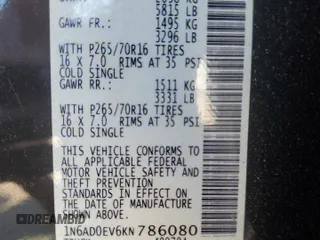 5815 LB
GAWR FR.: 1495 KG
3296 LB
WITH P265/70R16 TIRES
16 X 7.0 RIMS AT 35 PSI
COLD SINGLE
GAWR RR.: 1511 KG
3331 LB
WITH P265/70R16 TIRES
16 X 7.0 RIMS AT 35 PSI
COLD SINGLE
THIS VEHICLE CONFORMS TO
ALL APPLICABLE FEDERAL
MOTOR VEHICLE SAFETY
STANDARDS IN EFFECT ON THE
DATE OF MANUFACTURE
SHOWN ABOVE.
1N6AD0EV6KN786080
DREAMBID